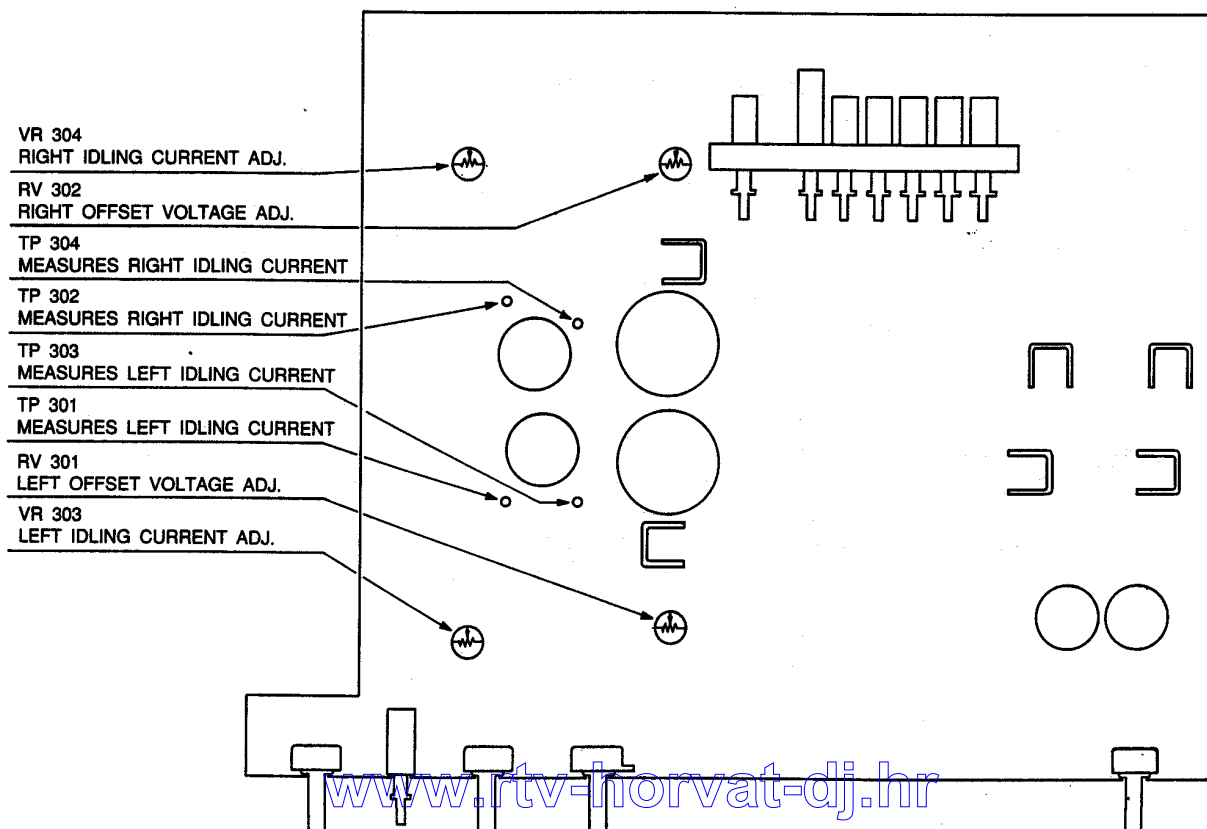 VR 304
RIGHT IDLING CURRENT ADJ.
RV 302
RIGHT OFFSET VOLTAGE ADJ.
TP 304
MEASURES RIGHT IDLING CURRENT
TP 302
MEASURES RIGHT IDLING CURRENT
TP 303
MEASURES LEFT IDLING CURRENT
TP 301
MEASURES LEFT IDLING CURRENT
RV 301
LEFT OFFSET VOLTAGE ADJ.
VR 303
LEFT IDLING CURRENT ADJ.
www.rtv-horvat-dj.hr